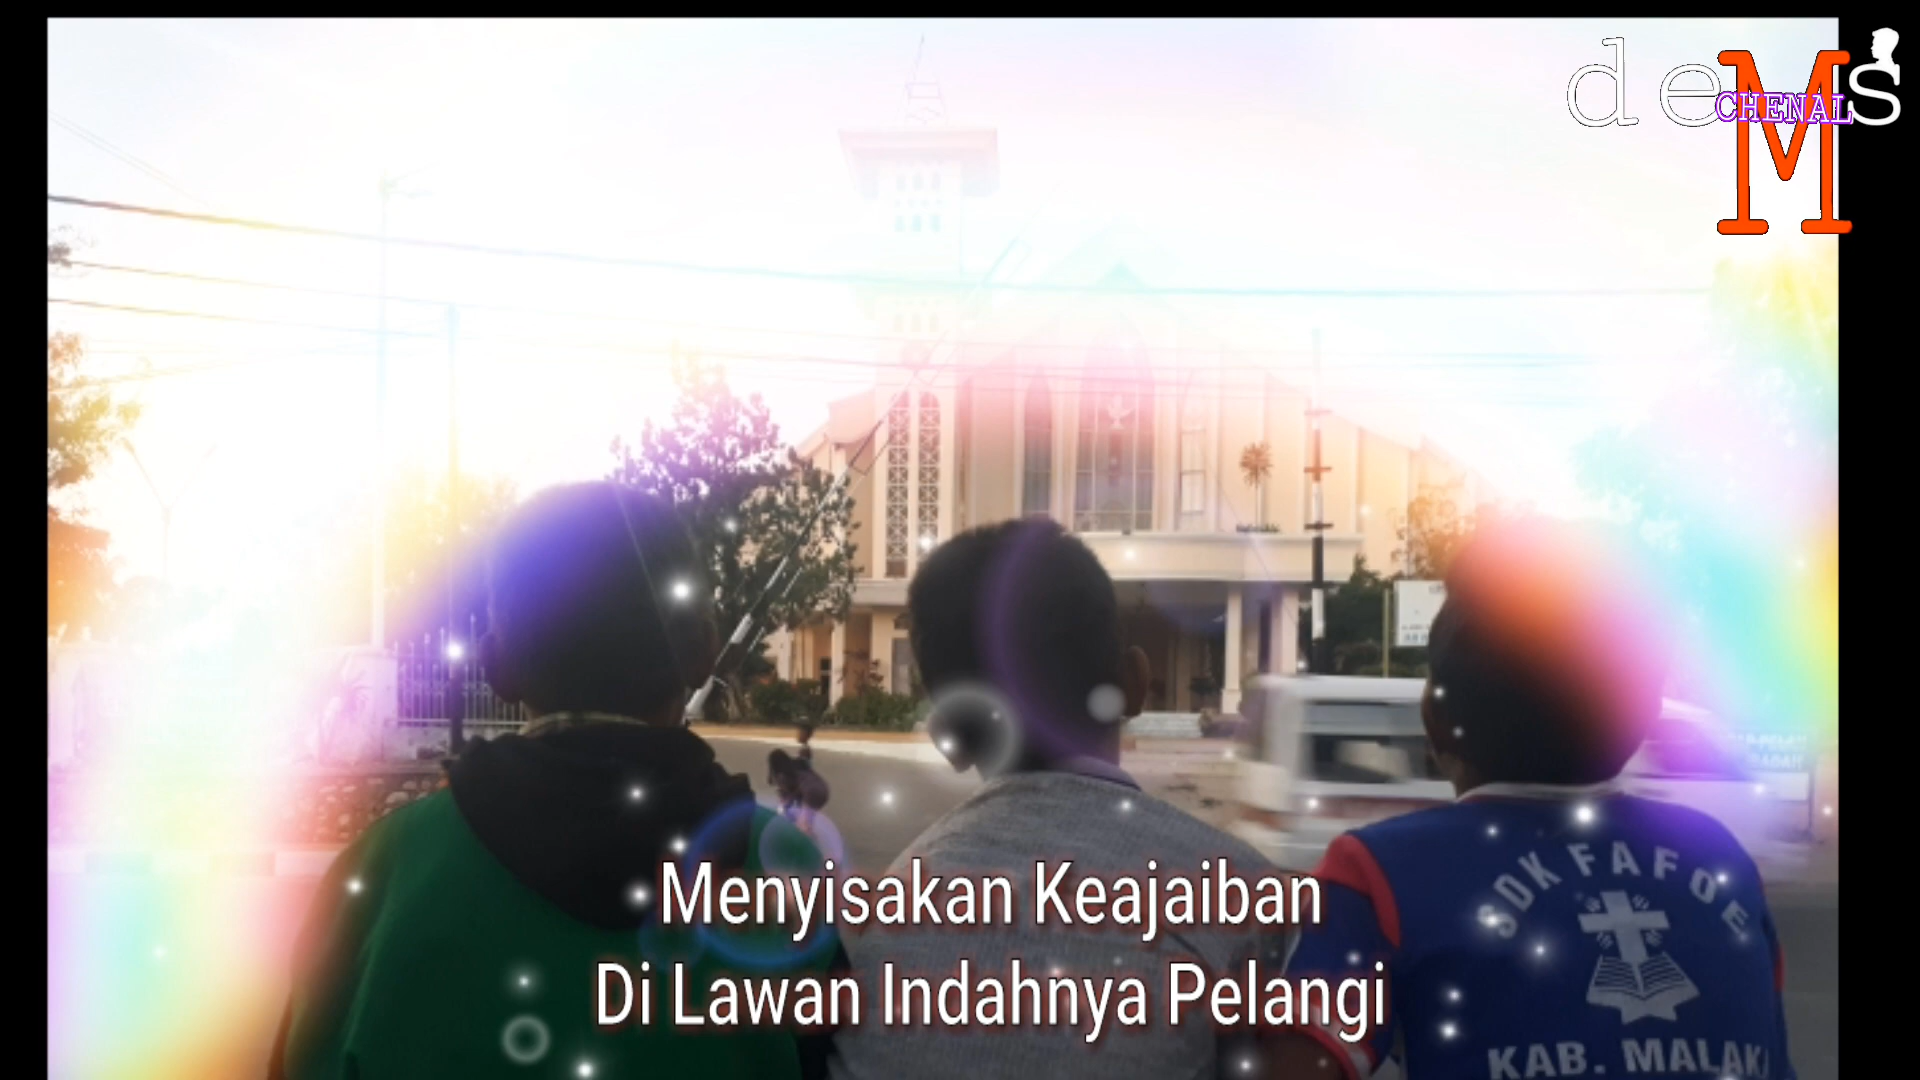 deMs
CHENAL
SDK FAFOE
KAB. MALAKA
Menyisakan Keajaiban
Di Lawan Indahnya Pelangi